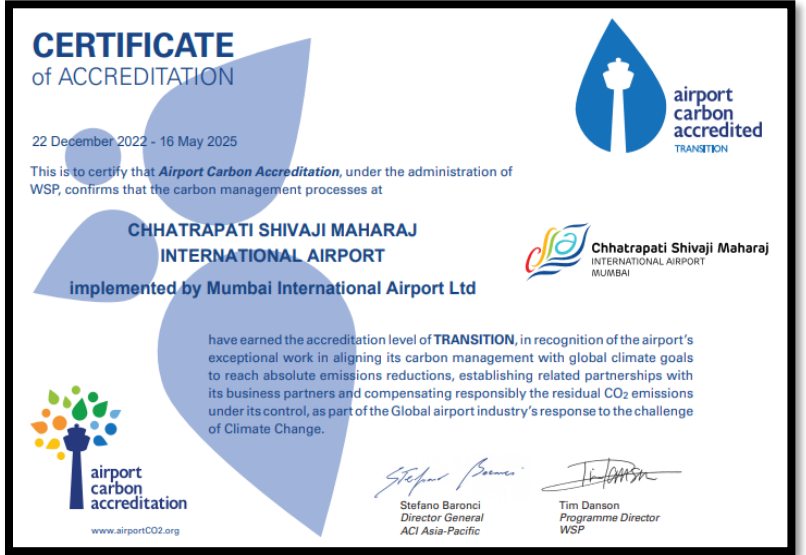 CERTIFICATE
of ACCREDITATION
airport
carbon
accredited
TRANSITION
22 December 2022 - 16 May 2025
This is to certify that Airport Carbon Accreditation, under the administration of
WSP, confirms that the carbon management processes at
CHHATRAPATI SHIVAJI MAHARAJ
INTERNATIONAL AIRPORT
implemented by Mumbai International Airport Ltd
Chhatrapati Shivaji Maharaj
INTERNATIONAL AIRPORT
MUMBAI
have earned the accreditation level of TRANSITION, in recognition of the airport's
exceptional work in aligning its carbon management with global climate goals
to reach absolute emissions reductions, establishing related partnerships with
its business partners and compensating responsibly the residual CO2 emissions
under its control, as part of the Global airport industry's response to the challenge
of Climate Change.
airport
carbon
accreditation
www.airportCO2.org
Stefano Baronci
Tim Danson
Stefano Baronci
Director General
ACI Asia-Pacific
Tim Danson
Programme Director
WSP